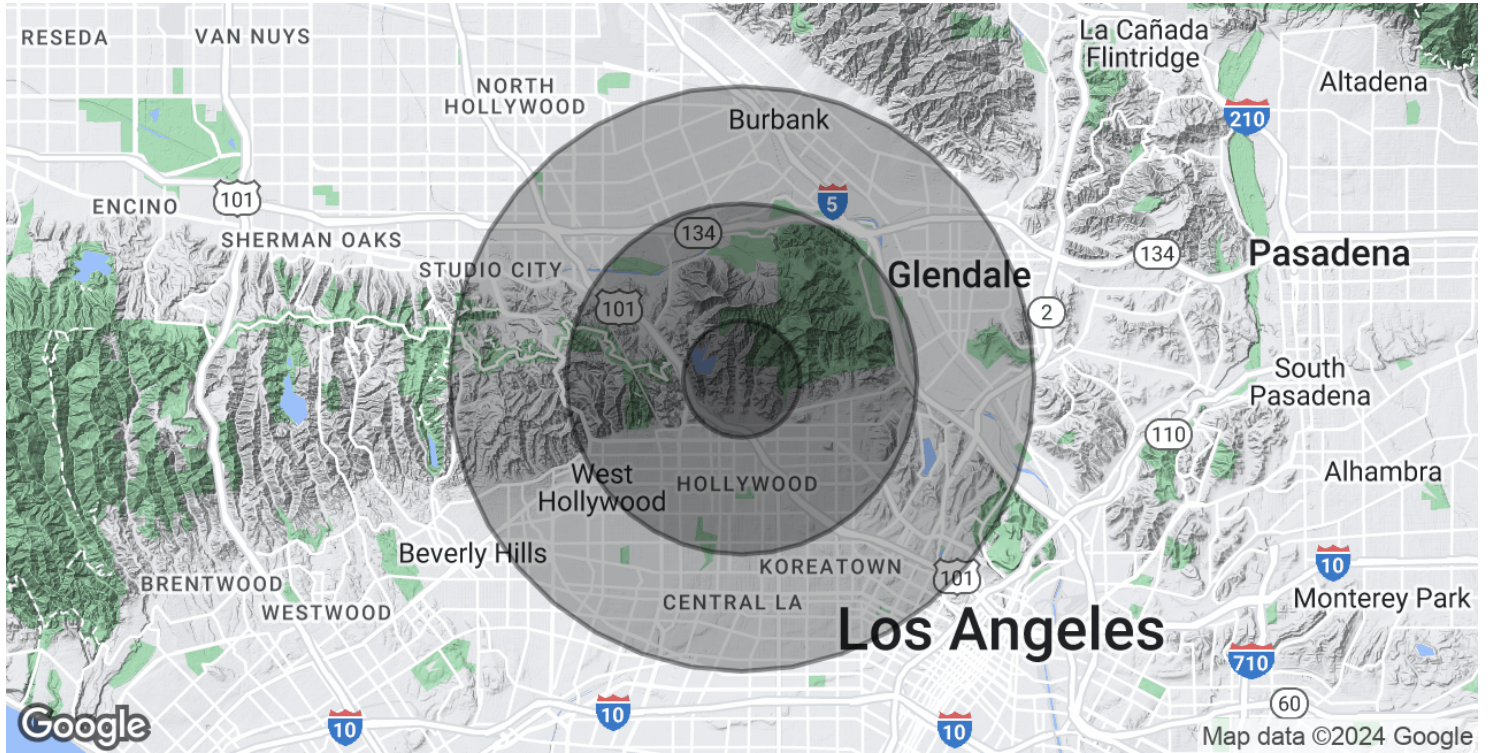 RESEDA
VAN NUYS
La Cañada
Flintridge
Altadena
NORTH
HOLLYWOOD
Burbank
210
101
5
ENCINO
134
SHERMAN OAKS
134
Pasadena
STUDIO CITY
Glendale
101
2
South
Pasadena
110
West
Hollywood
HOLLYWOOD
Alhambra
Beverly Hills
KOREATOWN
10
101
BRENTWOOD
WESTWOOD
CENTRAL LA
Monterey Park
Los Angeles
710
60
10
10
10
Google
Map data ©2024 Google